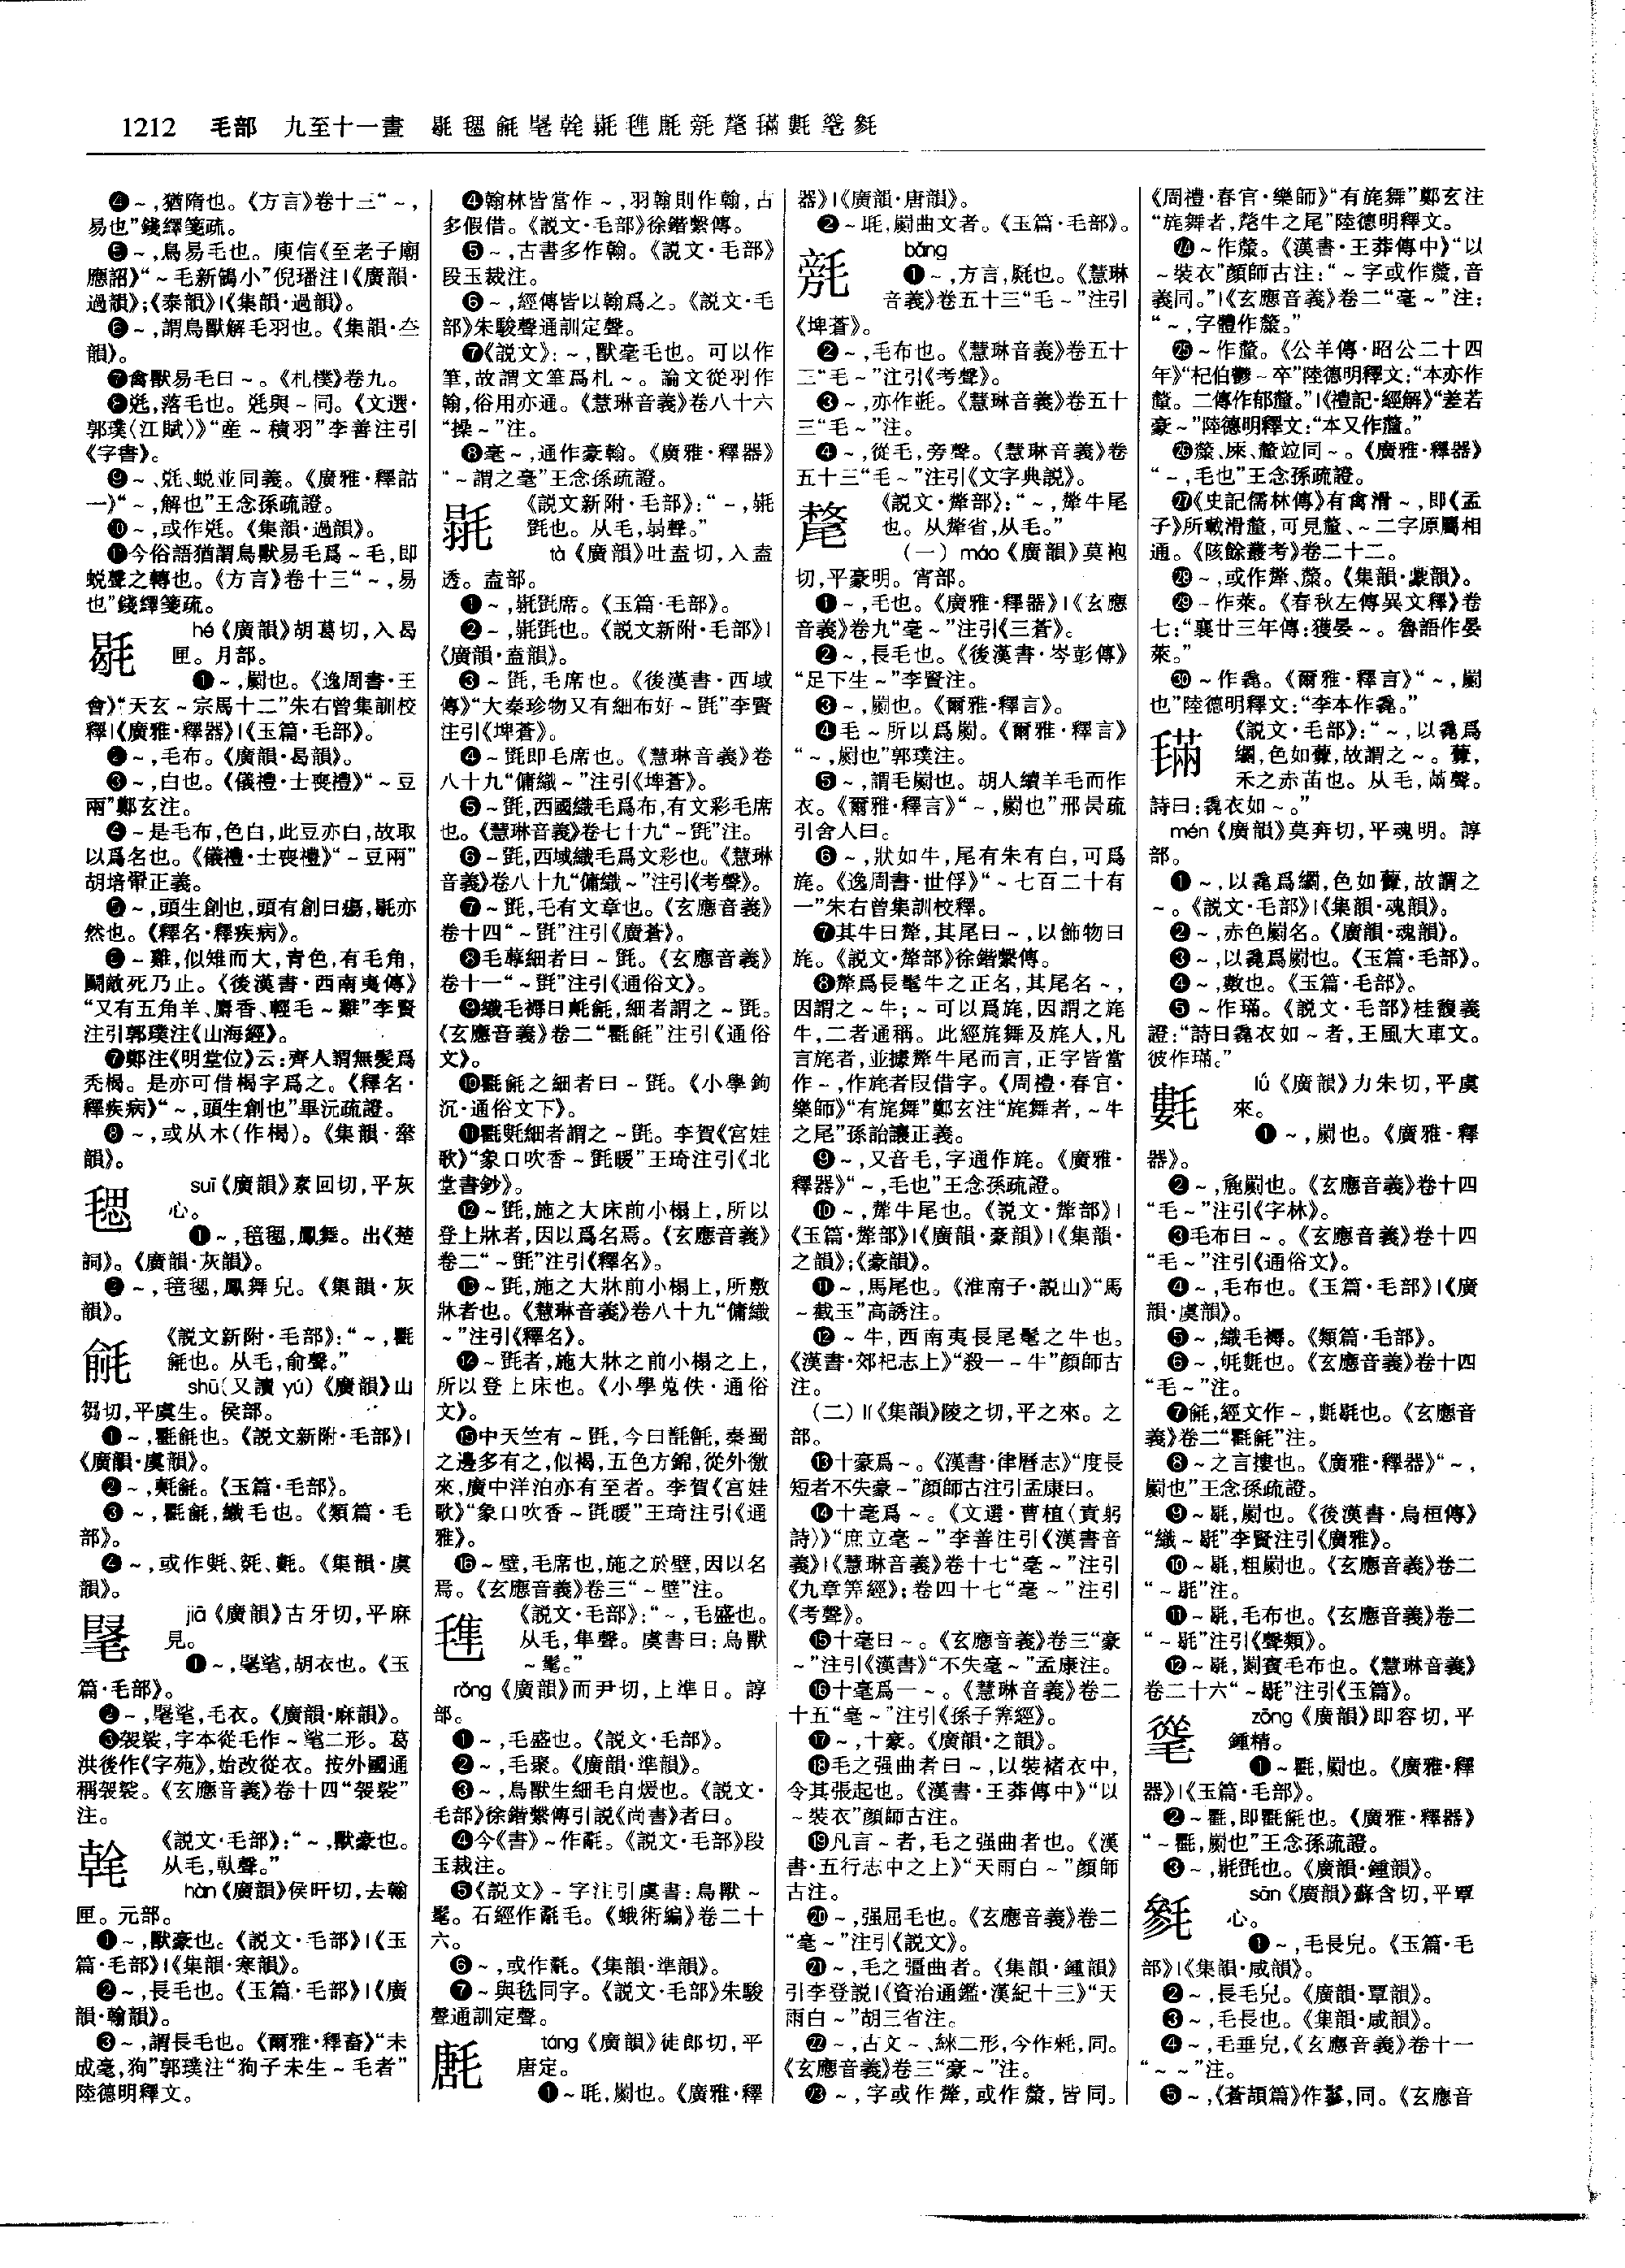 1212 毛部 九至十一畫 毼毸毹毠毨毾氄𣯴𣰌氂𣯩氀𣰙毿
❹～，猶隋也。《方言》卷十三“～，
易也”錢繹箋疏。
❺～，鳥易毛也。庾信《至老子廟
應詔》“～毛新鵠小”倪璠注|《廣韻·
過韻》；《泰韻》|《集韻·過韻》。
❻～，謂鳥獸解毛羽也。《集韻·夳
韻》。
❼禽獸易毛曰～。《札樸》卷九。
❽毻，落毛也。毻與～同。《文選·
郭璞〈江賦〉》“産～積羽”李善注引
《字書》。
❾～、毻、蜕並同義。《廣雅·釋詁
一》“～，解也”王念孫疏證。
❿～，或作毻。《集韻·過韻》。
⓫今俗語猶謂鳥獸易毛爲～毛，即
蜕聲之轉也。《方言》卷十三“～，易
也”錢繹箋疏。
毼 hé《廣韻》胡葛切，入曷
匣。月部。
❶～，罽也。《逸周書·王
會》“天玄～宗馬十二”朱右曾集訓校
釋|《廣雅·釋器》|《玉篇·毛部》。
❷～，毛布。《廣韻·曷韻》。
❸～，白也。《儀禮·士喪禮》“～豆
兩”鄭玄注。
❹～是毛布，色白，此豆亦白，故取
以爲名也。《儀禮·士喪禮》“～豆兩”
胡培翬正義。
❺～，頭生創也，頭有創曰瘍，毼亦
然也。《釋名·釋疾病》。
❻～雞，似雉而大，青色，有毛角，
鬭敵死乃止。《後漢書·西南夷傳》
“又有五角羊、麝香、輕毛～雞”李賢
注引郭璞注《山海經》。
❼鄭注《明堂位》云：齊人謂無髮爲
秃楬。是亦可借楬字爲之。《釋名·
釋疾病》“～，頭生創也”畢沅疏證。
❽～，或从木(作楬)。《集韻·舝
韻》。
毸 suī《廣韻》素回切，平灰
心。
❶～，毰毸，鳳舞。出《楚
詞》。《廣韻·灰韻》。
❷～，毰毸，鳳舞皃。《集韻·灰
韻》。
毹 《説文新附·毛部》：“～，氍
毹也。从毛，俞聲。”
shū(又讀 yú)《廣韻》山
芻切，平虞生。侯部。
❶～，氍毹也。《説文新附·毛部》|
《廣韻·虞韻》。
❷～，氀毹。《玉篇·毛部》。
❸～，氍毹，織毛也。《類篇·毛
部》。
❹～，或作毺、毦、氀。《集韻·虞
韻》。
jiā《廣韻》古牙切，平麻
見。
❶～，毠毟，胡衣也。《玉
篇·毛部》。
❷～，毠毟，毛衣。《廣韻·麻韻》。
❸袈裟，字本從毛作～毟二形。葛
洪後作《字苑》，始改從衣。按外國通
稱袈裟。《玄應音義》卷十四“袈裟”
注。
《説文·毛部》：“～，獸豪也。
从毛，倝聲。”
hàn《廣韻》侯旰切，去翰
匣。元部。
❶～，獸豪也。《説文·毛部》|《玉
篇·毛部》|《集韻·寒韻》。
❷～，長毛也。《玉篇·毛部》|《廣
韻·翰韻》。
❸～，謂長毛也。《爾雅·釋畜》“未
成毫，狗”郭璞注“狗子未生～毛者”
陸德明釋文。
❹翰林皆當作～，羽翰則作翰，占
多假借。《説文·毛部》徐鍇繫傳。
❺～，古書多作翰。《説文·毛部》
段玉裁注。
❻～，經傳皆以翰爲之。《説文·毛
部》朱駿聲通訓定聲。
❼《説文》：～，獸毫毛也。可以作
筆，故謂文筆爲札～。論文從羽作
翰，俗用亦通。《慧琳音義》卷八十六
“操～”注。
❽毫～，通作豪翰。《廣雅·釋器》
“～謂之毫”王念孫疏證。
毾 《説文新附·毛部》：“～，毾
㲪也。从毛，弱聲。”
tà《廣韻》吐盍切，入盍
透。盍部。
❶～，毾㲪席。《玉篇·毛部》。
❷～，毾㲪也。《説文新附·毛部》|
《廣韻·盍韻》。
❸～㲪，毛席也。《後漢書·西域
傳》“大秦珍物又有細布好～㲪”李賢
注引《埤蒼》。
❹～㲪即毛席也。《慧琳音義》卷
八十九“傭織～”注引《埤蒼》。
❺～㲪，西國織毛爲布，有文彩毛席
也。《慧琳音義》卷七十九“～㲪”注。
❻～㲪，西域織毛爲文彩也。《慧琳
音義》卷八十九“傭織～”注引《考聲》。
❼～㲪，毛有文章也。《玄應音義》
卷十四“～㲪”注引《廣蒼》。
❽毛蓐細者曰～㲪。《玄應音義》
卷十一“～㲪”注引《通俗文》。
❾織毛褥曰氍毹，細者謂之～㲪。
《玄應音義》卷二“氍毹”注引《通俗
文》。
❿氍毹之細者曰～㲪。《小學鉤
沉·通俗文下》。
⓫氍毹細者謂之～㲪。李賀《宮娃
歌》“象口吹香～㲪暖”王琦注引《北
堂書鈔》。
⓬～㲪，施之大床前小榻上，所以
登上牀者，因以爲名焉。《玄應音義》
卷二“～㲪”注引《釋名》。
⓭～㲪，施之大牀前小榻上，所敷
牀者也。《慧琳音義》卷八十九“傭織
～”注引《釋名》。
⓮～㲪者，施大牀之前小榻之上，
所以登上床也。《小學蒐佚·通俗
文》。
⓯中天竺有～㲪，今曰毾㲪，秦蜀
之邊多有之，似褐，五色方錦，從外徼
來，廣中洋泊亦有至者。李賀《宮娃
歌》“象口吹香～㲪暖”王琦注引《通
雅》。
⓰～壁，毛席也，施之於壁，因以名
焉。《玄應音義》卷三“～壁”注。
《説文·毛部》：“～，毛盛也。
从毛，隼聲。虞書曰：鳥獸
～髦。”
rǒng《廣韻》而尹切，上準日。諄
部。
❶～，毛盛也。《説文·毛部》。
❷～，毛聚。《廣韻·準韻》。
❸～，鳥獸生細毛自煖也。《説文·
毛部》徐鍇繫傳引説《尚書》者曰。
❹今《書》～作氄。《説文·毛部》段
玉裁注。
❺《説文》～字注引虞書：鳥獸～
髦。石經作氄毛。《蛾術編》卷二十
六。
❻～，或作氄。《集韻·準韻》。
❼～與毧同字。《説文·毛部》朱駿
聲通訓定聲。
táng《廣韻》徒郎切，平
唐定。
❶～毦，罽也。《廣雅·釋
器》|《廣韻·唐韻》。
❷～毦，罽曲文者。《玉篇·毛部》。
bǎng
❶～，方言，毾也。《慧琳
音義》卷五十三“毛～”注引
《埤蒼》。
❷～，毛布也。《慧琳音義》卷五十
三“毛～”注引《考聲》。
❸～，亦作毾。《慧琳音義》卷五十
三“毛～”注。
❹～，從毛，旁聲。《慧琳音義》卷
五十三“毛～”注引《文字典説》。
氂 《説文·犛部》：“～，犛牛尾
也。从犛省，从毛。”
(一) máo《廣韻》莫袍
切，平豪明。宵部。
❶～，毛也。《廣雅·釋器》|《玄應
音義》卷九“毫～”注引《三蒼》。
❷～，長毛也。《後漢書·岑彭傳》
“足下生～”李賢注。
❸～，罽也。《爾雅·釋言》。
❹毛～所以爲罽。《爾雅·釋言》
“～，罽也”郭璞注。
❺～，謂毛罽也。胡人續羊毛而作
衣。《爾雅·釋言》“～，罽也”邢昺疏
引舍人曰。
❻～，狀如牛，尾有朱有白，可爲
旄。《逸周書·世俘》“～七百二十有
一”朱右曾集訓校釋。
❼其牛曰犛，其尾曰～，以飾物曰
旄。《説文·犛部》徐鍇繫傳。
❽犛爲長髦牛之正名，其尾名～，
因謂之～牛；～可以爲旄，因謂之旄
牛，二者通稱。此經旄舞及旄人，凡
言旄者，並據犛牛尾而言，正字皆當
作～，作旄者叚借字。《周禮·春官·
樂師》“有旄舞”鄭玄注“旄舞者，～牛
之尾”孫詒讓正義。
❾～，又音毛，字通作旄。《廣雅·
釋器》“～，毛也”王念孫疏證。
❿～，犛牛尾也。《説文·犛部》|
《玉篇·犛部》|《廣韻·豪韻》|《集韻·
之韻》；《豪韻》。
⓫～，馬尾也。《淮南子·説山》“馬
～截玉”高誘注。
⓬～牛，西南夷長尾髦之牛也。
《漢書·郊祀志上》“殺一～牛”顏師古
注。
(二) lí《集韻》陵之切，平之來。之
部。
⓭十豪爲～。《漢書·律曆志》“度長
短者不失豪～”顏師古注引孟康曰。
⓮十毫爲～。《文選·曹植〈責躬
詩〉》“庶立毫～”李善注引《漢書音
義》|《慧琳音義》卷十七“毫～”注引
《九章筭經》；卷四十七“毫～”注引
《考聲》。
⓯十毫曰～。《玄應音義》卷三“豪
～”注引《漢書》“不失毫～”孟康注。
⓰十毫爲一～。《慧琳音義》卷二
十五“毫～”注引《孫子筭經》。
⓱～，十豪。《廣韻·之韻》。
⓲毛之强曲者曰～，以裝褚衣中，
令其張起也。《漢書·王莽傳中》“以
～裝衣”顏師古注。
⓳凡言～者，毛之强曲者也。《漢
書·五行志中之上》“天雨白～”顏師
古注。
⓴～，强屈毛也。《玄應音義》卷二
“毫～”注引《説文》。
㉑～，毛之彊曲者。《集韻·鍾韻》
引李登説|《資治通鑑·漢紀十三》“天
雨白～”胡三省注。
㉒～，古文～、綝二形，今作耗，同。
《玄應音義》卷三“豪～”注。
㉓～，字或作犛，或作斄，皆同。
《周禮·春官·樂師》“有旄舞”鄭玄注
“旄舞者，氂牛之尾”陸德明釋文。
㉔～作斄。《漢書·王莽傳中》“以
～裝衣”顏師古注：“～字或作斄，音
義同。”|《玄應音義》卷二“毫～”注：
“～，字體作斄。”
㉕～作釐。《公羊傳·昭公二十四
年》“杞伯鬱～卒”陸德明釋文：“本亦作
釐。二傳作郁釐。”|《禮記·經解》“差若
豪～”陸德明釋文：“本又作釐。”
㉖斄、庲、釐竝同～。《廣雅·釋器》
“～，毛也”王念孫疏證。
㉗《史記儒林傳》有禽滑～，即《孟
子》所載滑釐，可見釐、～二字原屬相
通。《陔餘叢考》卷二十二。
㉘～，或作犛、斄。《集韻·豪韻》。
㉙～作萊。《春秋左傳異文釋》卷
七：“襄廿三年傳：獲晏～。魯語作晏
萊。”
㉚～作毳。《爾雅·釋言》“～，罽
也”陸德明釋文：“李本作毳。”
《説文·毛部》：“～，以毳爲
繝，色如虋，故謂之～。虋，
禾之赤苗也。从毛，㒼聲。
詩曰：毳衣如～。”
mén《廣韻》莫奔切，平魂明。諄
部。
❶～，以毳爲繝，色如虋，故謂之
～。《説文·毛部》|《集韻·魂韻》。
❷～，赤色罽名。《廣韻·魂韻》。
❸～，以毳爲罽也。《玉篇·毛部》。
❹～，數也。《玉篇·毛部》。
❺～作璊。《説文·毛部》桂馥義
證：“詩曰毳衣如～者，王風大車文。
彼作璊。”
氀 lǘ《廣韻》力朱切，平虞
來。
❶～，罽也。《廣雅·釋
器》。
❷～，毻罽也。《玄應音義》卷十四
“毛～”注引《字林》。
❸毛布曰～。《玄應音義》卷十四
“毛～”注引《通俗文》。
❹～，毛布也。《玉篇·毛部》|《廣
韻·虞韻》。
❺～，織毛褥。《類篇·毛部》。
❻～，毾㲪也。《玄應音義》卷十四
“毛～”注。
❼毹，經文作～，氀毼也。《玄應音
義》卷二“氍毹”注。
❽～之言摟也。《廣雅·釋器》“～，
罽也”王念孫疏證。
❾～毼，罽也。《後漢書·烏桓傳》
“織～毼”李賢注引《廣雅》。
❿～毼，粗罽也。《玄應音義》卷二
“～毼”注。
⓫～毼，毛布也。《玄應音義》卷二
“～毼”注引《聲類》。
⓬～毼，罽賓毛布也。《慧琳音義》
卷二十六“～毼”注引《玉篇》。
zōng《廣韻》即容切，平
鍾精。
❶～氍，罽也。《廣雅·釋
器》|《玉篇·毛部》。
❷～氍，即氍毹也。《廣雅·釋器》
“～氍，罽也”王念孫疏證。
❸～，毾㲪也。《廣韻·鍾韻》。
毿 sān《廣韻》蘇含切，平覃
心。
❶～，毛長皃。《玉篇·毛
部》|《集韻·咸韻》。
❷～，長毛皃。《廣韻·覃韻》。
❸～，毛長也。《集韻·咸韻》。
❹～，毛垂皃，《玄應音義》卷十一
“～～”注。
❺～，《蒼頡篇》作毶，同。《玄應音